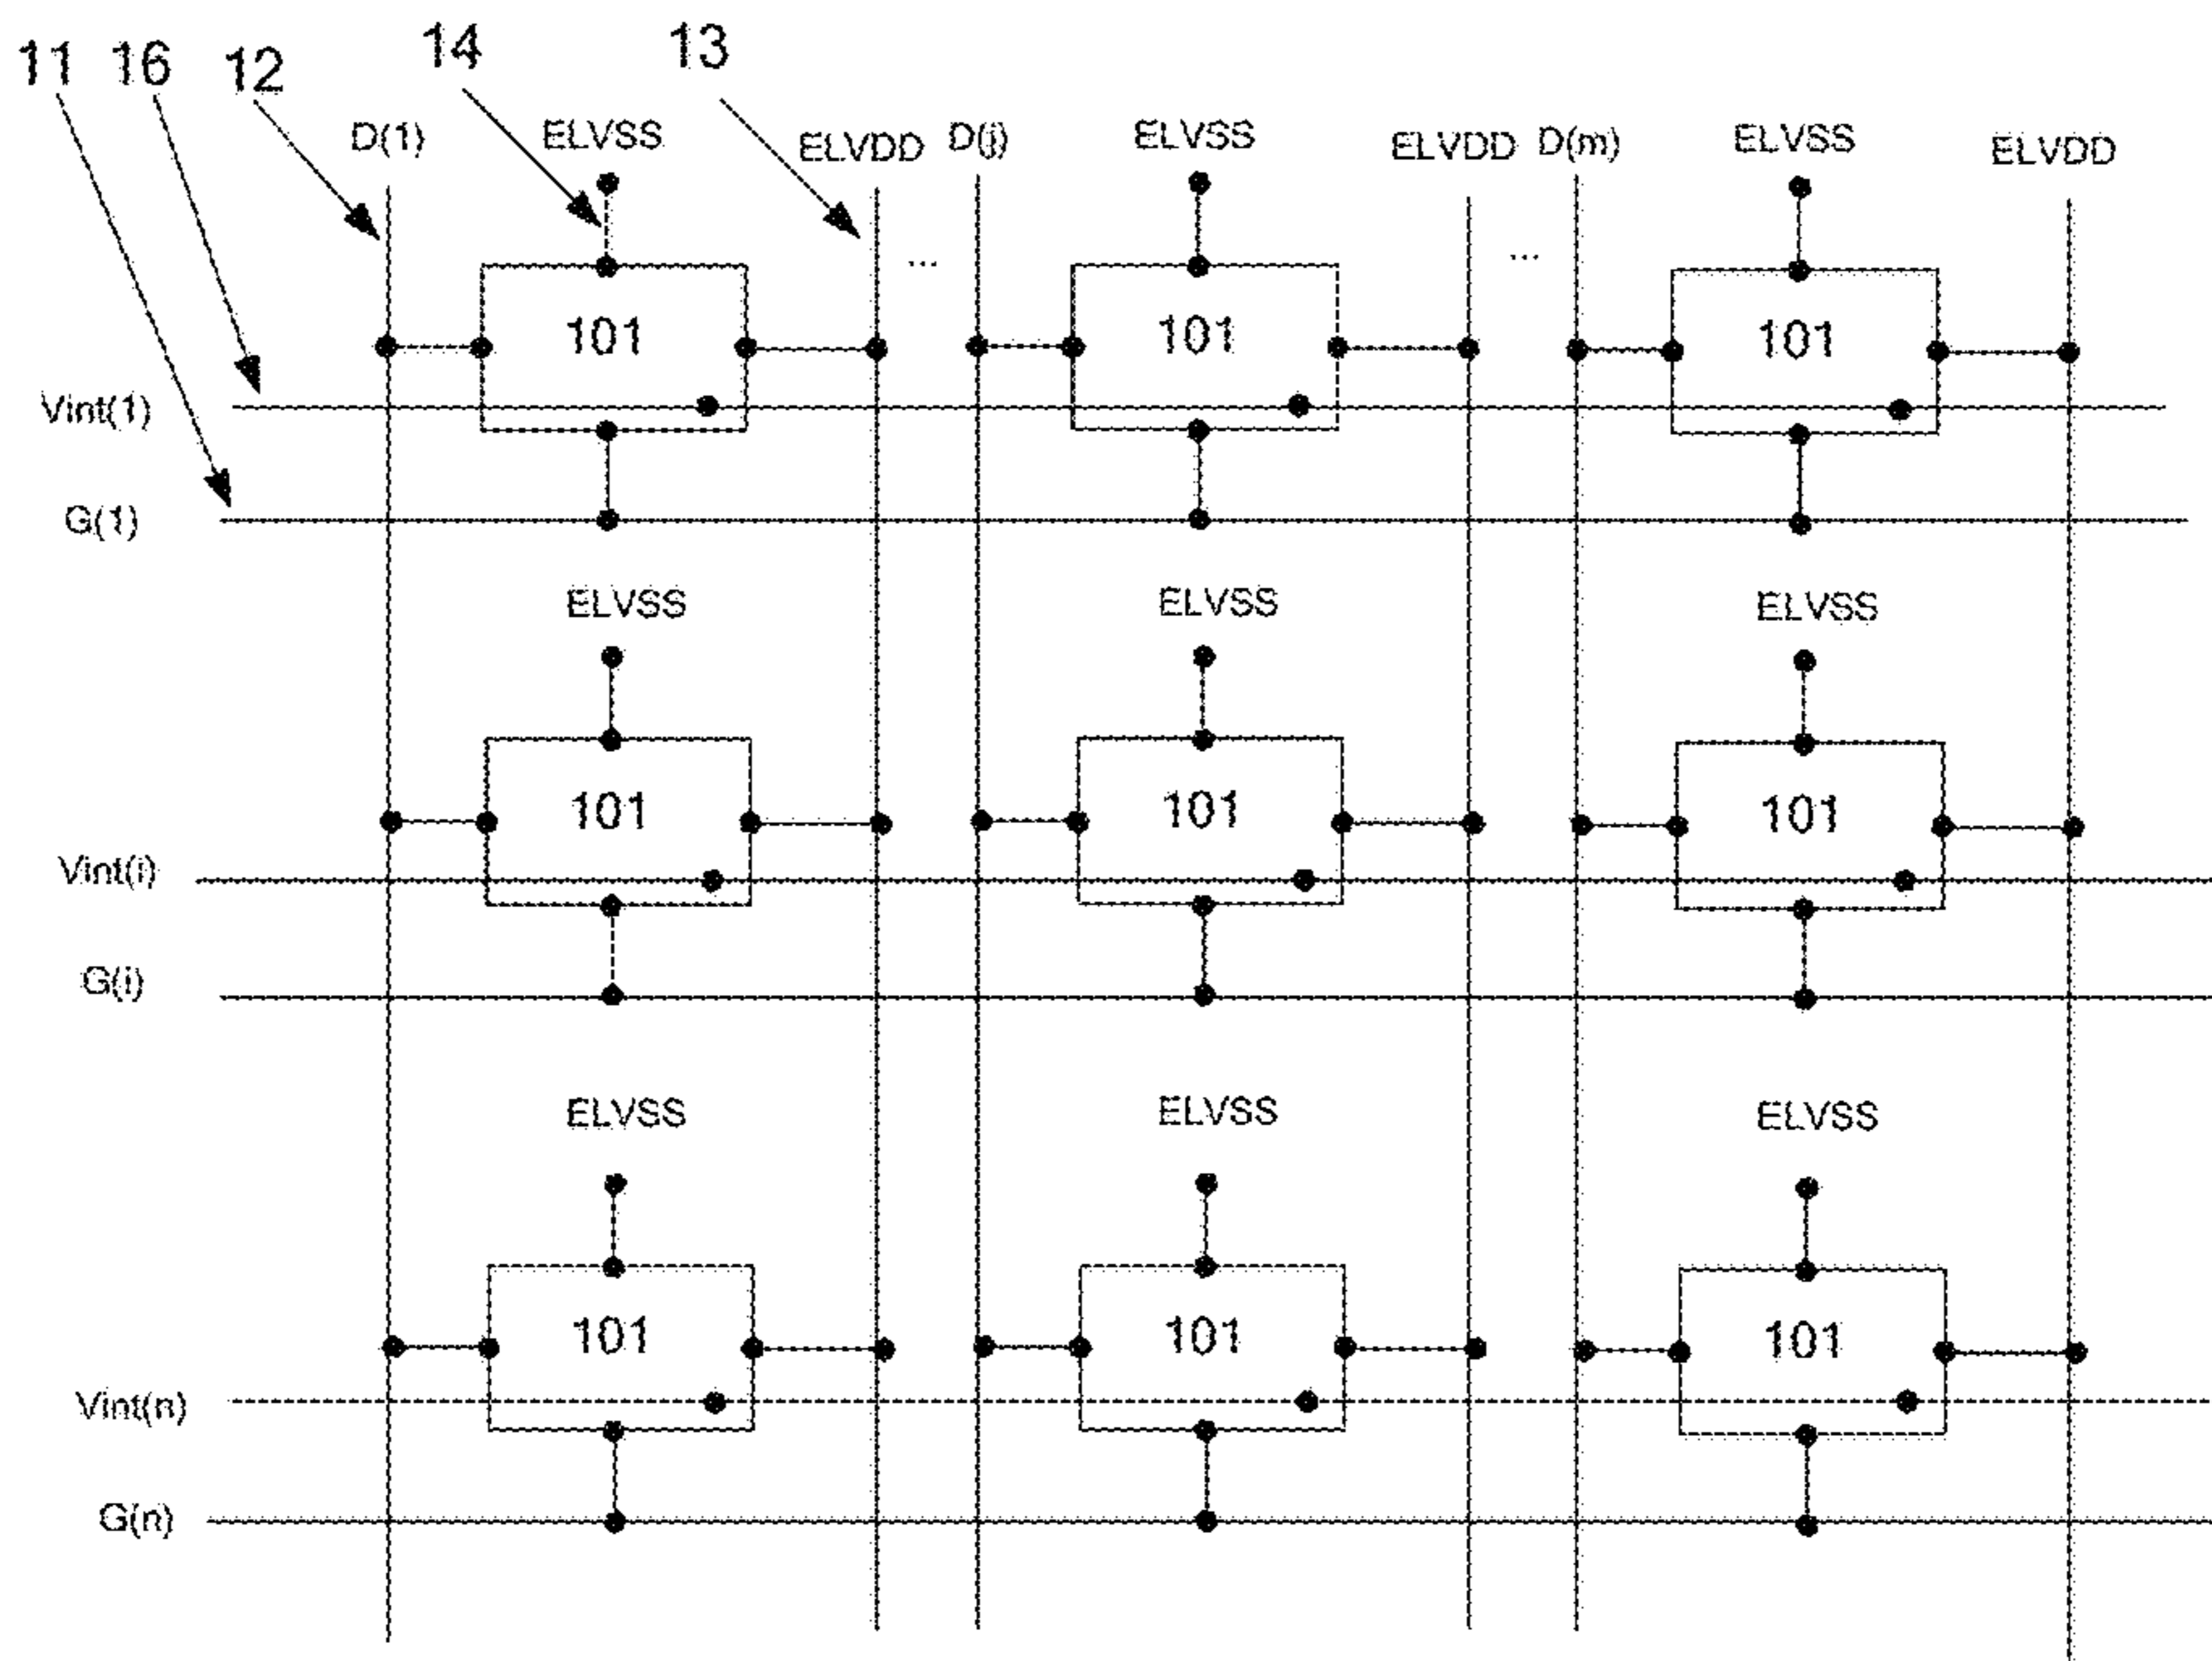 11 16 12 14 13
D(1) ELVSS ELVDD D(j) ELVSS ELVDD D(m) ELVSS ELVDD
... ...
101 101 101
Vint(1)
G(1)
ELVSS ELVSS ELVSS
101 101 101
Vint(i)
G(i)
ELVSS ELVSS ELVSS
101 101 101
Vint(n)
G(n)